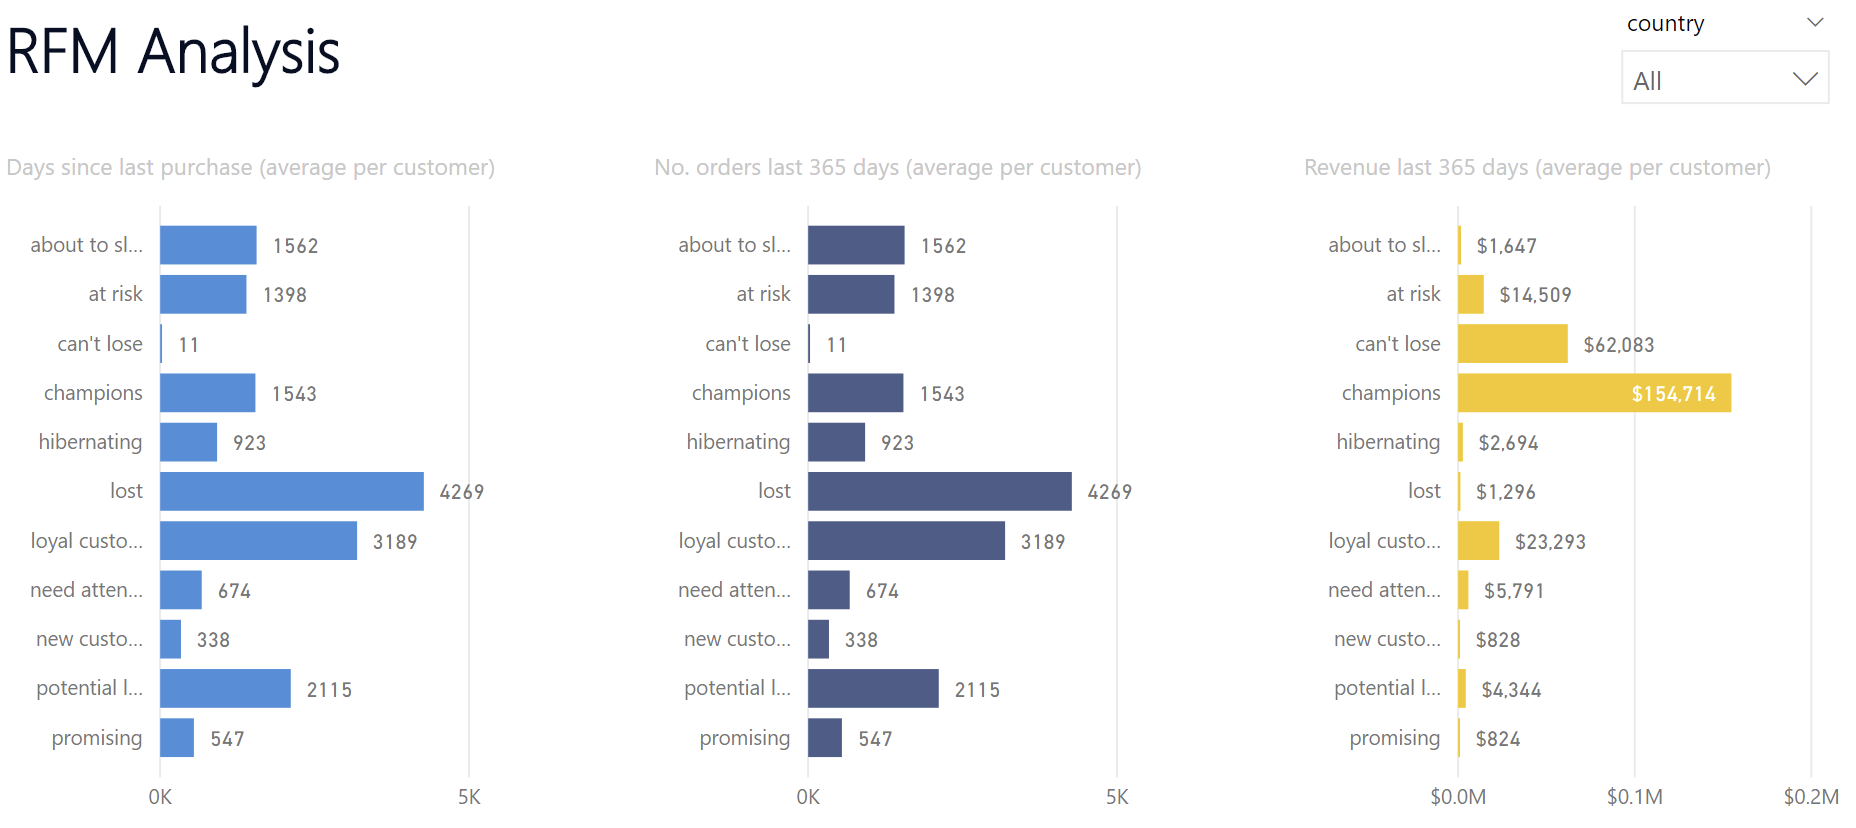 RFM Analysis
country
All
Days since last purchase (average per customer)
about to sl... 1562
at risk 1398
can't lose 11
champions 1543
hibernating 923
lost 4269
loyal custo... 3189
need atten... 674
new custo... 338
potential l... 2115
promising 547
0K 5K
No. orders last 365 days (average per customer)
about to sl... 1562
at risk 1398
can't lose 11
champions 1543
hibernating 923
lost 4269
loyal custo... 3189
need atten... 674
new custo... 338
potential l... 2115
promising 547
0K 5K
Revenue last 365 days (average per customer)
about to sl... $1,647
at risk $14,509
can't lose $62,083
champions $154,714
hibernating $2,694
lost $1,296
loyal custo... $23,293
need atten... $5,791
new custo... $828
potential l... $4,344
promising $824
$0.0M $0.1M $0.2M